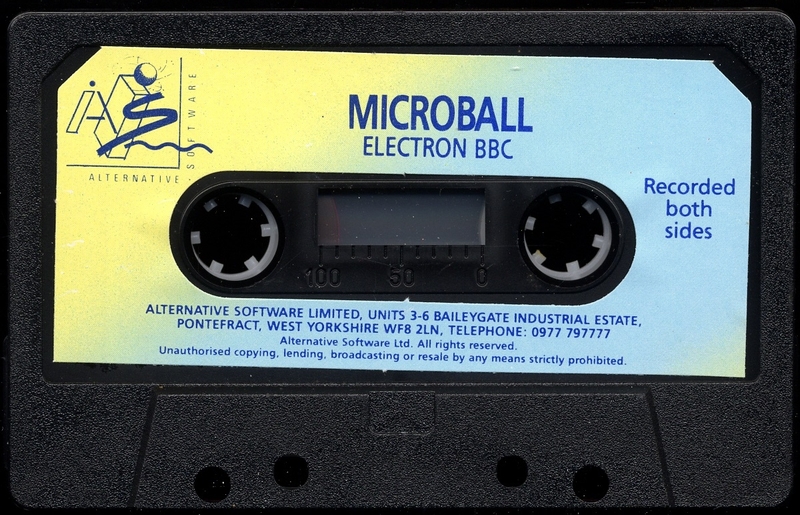 AS
SOFTWARE
ALTERNATIVE
MICROBALL
ELECTRON BBC
Recorded
both
sides
100 50 0
ALTERNATIVE SOFTWARE LIMITED, UNITS 3-6 BAILEYGATE INDUSTRIAL ESTATE,
PONTEFRACT, WEST YORKSHIRE WF8 2LN, TELEPHONE: 0977 797777
Alternative Software Ltd. All rights reserved.
Unauthorised copying, lending, broadcasting or resale by any means strictly prohibited.